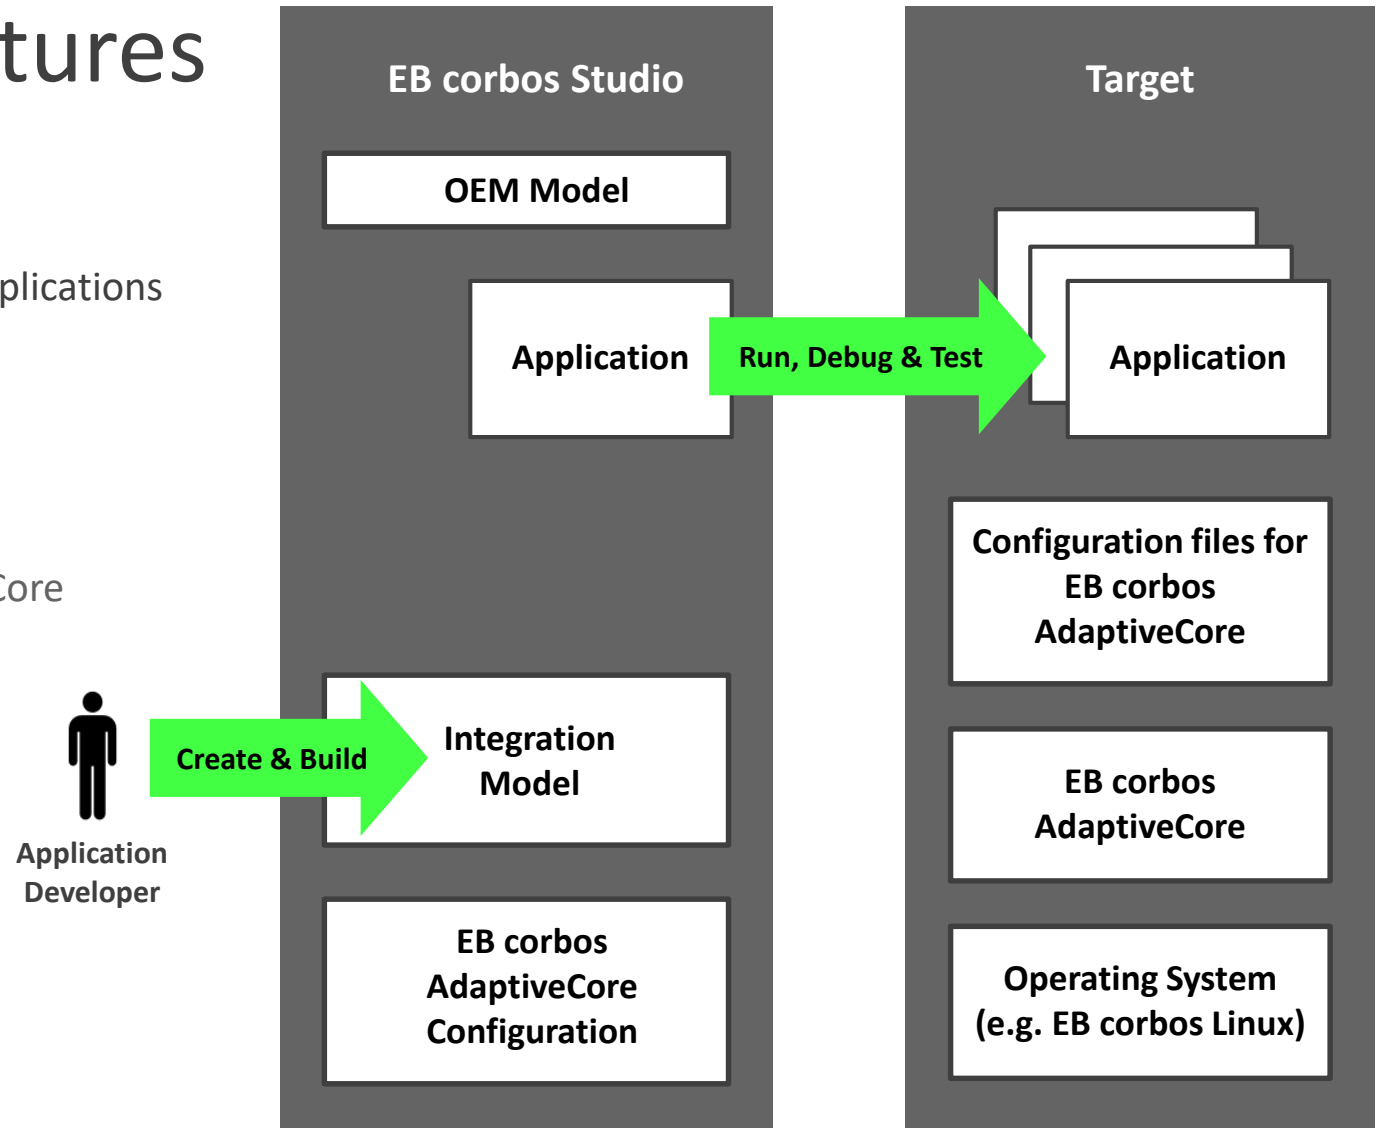 tures
plications
Core
Application
Developer
Create & Build
EB corbos Studio
OEM Model
Application
Run, Debug & Test
Integration
Model
EB corbos
AdaptiveCore
Configuration
Target
Application
Configuration files for
EB corbos
AdaptiveCore
EB corbos
AdaptiveCore
Operating System
(e.g. EB corbos Linux)